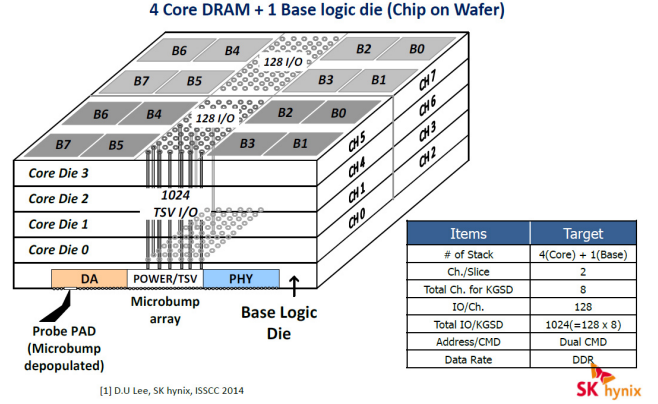 4 Core DRAM + 1 Base logic die (Chip on Wafer)
B6 B4 B2 B0
128 I/O
B7 B5 B3 B1
CH 7
B6 B4 B2 B0
128 I/O
CH 6
B7 B5 B3 B1
CH 5
CH 3
Core Die 3
CH 4
CH 2
Core Die 2
1024
TSV I/O
CH 1
Core Die 1
CH 0
Core Die 0
DA POWER/TSV PHY
Microbump
array
Base Logic
Die
Probe PAD
(Microbump
depopulated)
Items Target
# of Stack 4(Core) + 1(Base)
Ch./Slice 2
Total Ch. for KGSD 8
IO/Ch. 128
Total IO/KGSD 1024(=128 x 8)
Address/CMD Dual CMD
Data Rate DDR
SK hynix
[1] D.U Lee, SK hynix, ISSCC 2014